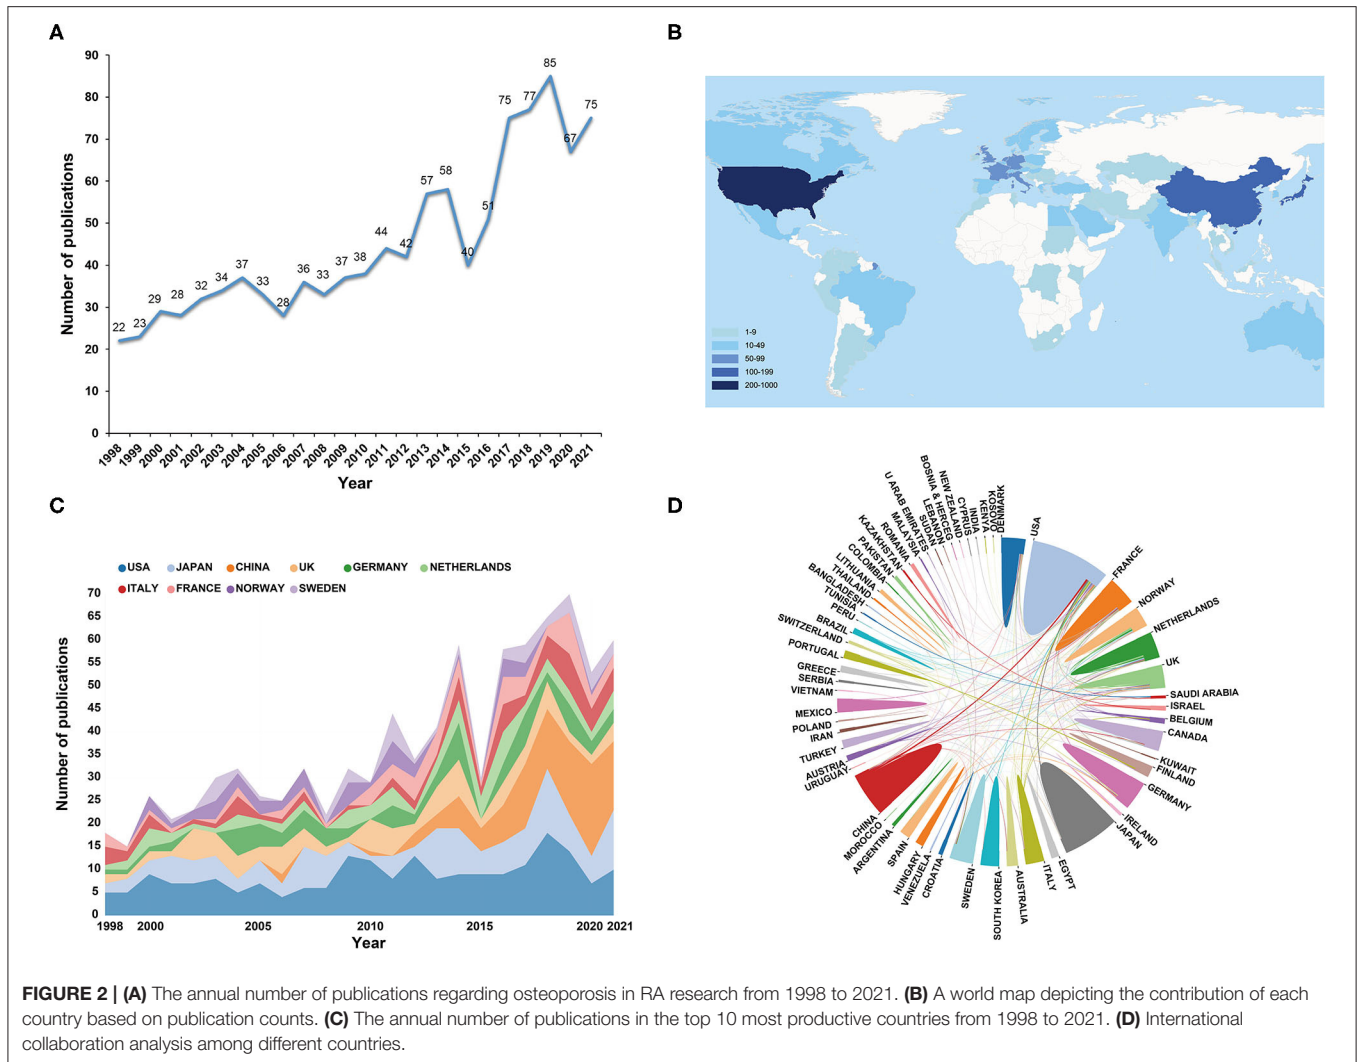 A
Number of publications
90
80
70
60
50
40
30
20
10
0
22
23
29
28
32
34
37
33
28
36
33
37
38
44
42
57
58
40
51
75
77
85
67
75
1998
1999
2000
2001
2002
2003
2004
2005
2006
2007
2008
2009
2010
2011
2012
2013
2014
2015
2016
2017
2018
2019
2020
2021
Year
B
1-9
10-49
50-99
100-199
200-1000
C
USA JAPAN CHINA UK GERMANY NETHERLANDS
ITALY FRANCE NORWAY SWEDEN
Number of publications
70
65
60
55
50
45
40
35
30
25
20
15
10
5
0
1998 2000 2005 2010 2015 2020 2021
Year
D
DENMARK
USA
FRANCE
NORWAY
NETHERLANDS
UK
SAUDI ARABIA
ISRAEL
BELGIUM
CANADA
KUWAIT
FINLAND
GERMANY
IRELAND
JAPAN
EGYPT
ITALY
AUSTRALIA
SOUTH KOREA
SWEDEN
CROATIA
VENEZUELA
HUNGARY
SPAIN
ARGENTINA
MOROCCO
CHINA
URUGUAY
AUSTRIA
TURKEY
IRAN
POLAND
MEXICO
VIETNAM
SERBIA
GREECE
PORTUGAL
SWITZERLAND
BRAZIL
PERU
TUNISIA
BANGLADESH
THAILAND
LITHUANIA
COLOMBIA
PAKISTAN
KAZAKHSTAN
ROMANIA
MALAYSIA
U ARAB EMIRATES
SUDAN
LEBANON
BOSNIA & HERCEG
NEW ZEALAND
CYPRUS
INDIA
KENYA
KOSOVO
FIGURE 2 | (A) The annual number of publications regarding osteoporosis in RA research from 1998 to 2021. (B) A world map depicting the contribution of each
country based on publication counts. (C) The annual number of publications in the top 10 most productive countries from 1998 to 2021. (D) International
collaboration analysis among different countries.